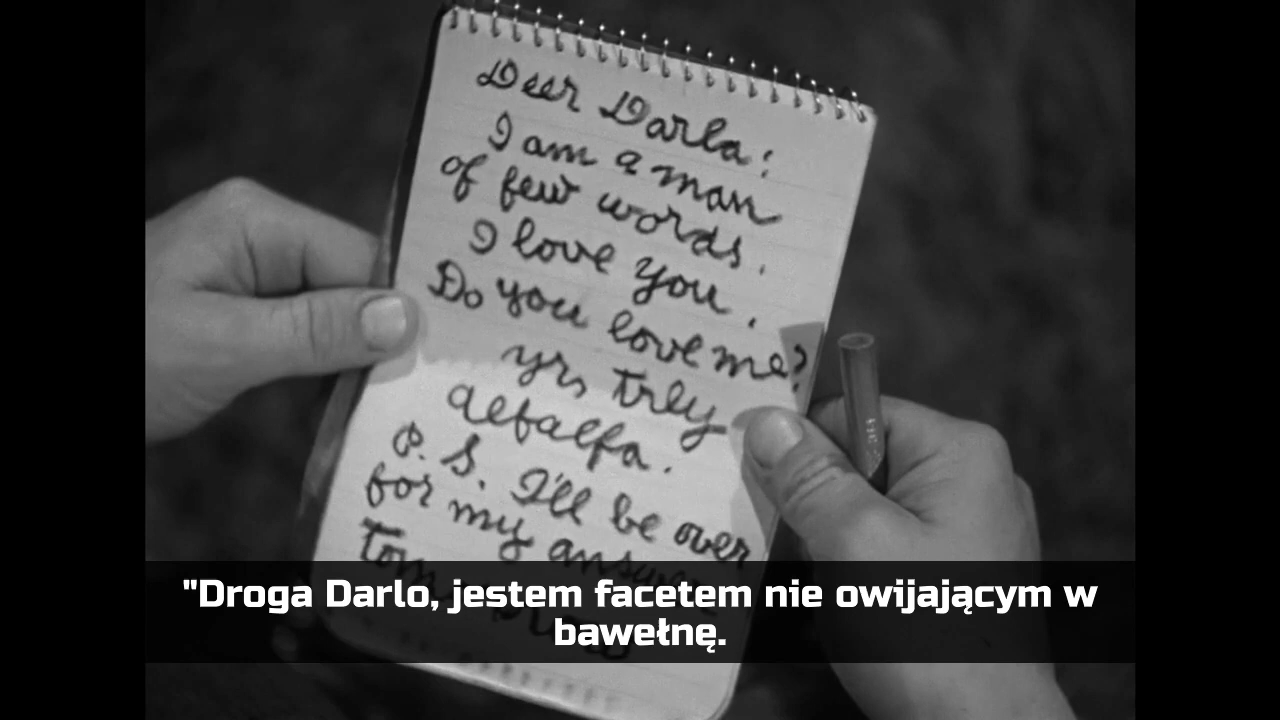 Deer Darla:
I am a man
of few words.
I love you.
Do you love me?
yrs trly
alfalfa.
P. S. I'll be over
for my answer
"Droga Darlo, jestem facetem nie owijającym w
bawełnę.